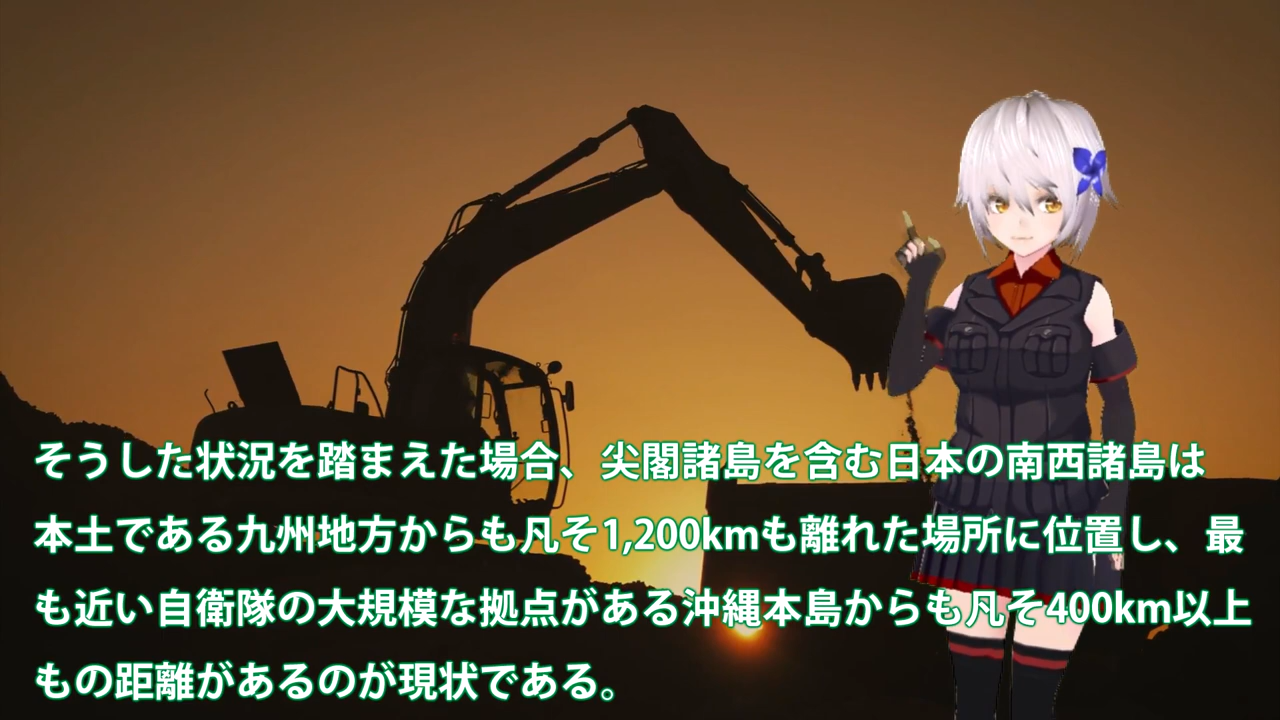 そうした状況を踏まえた場合、尖閣諸島を含む日本の南西諸島は
本土である九州地方からも凡そ1,200kmも離れた場所に位置し、最
も近い自衛隊の大規模な拠点がある沖縄本島からも凡そ400km以上
もの距離があるのが現状である。